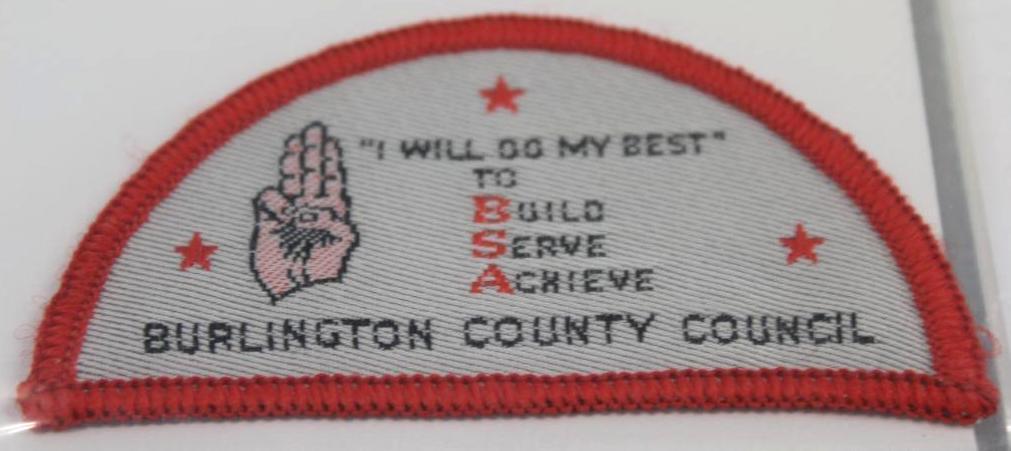 "I WILL DO MY BEST"
TO
BUILD
SERVE
ACHIEVE
BURLINGTON COUNTY COUNCIL